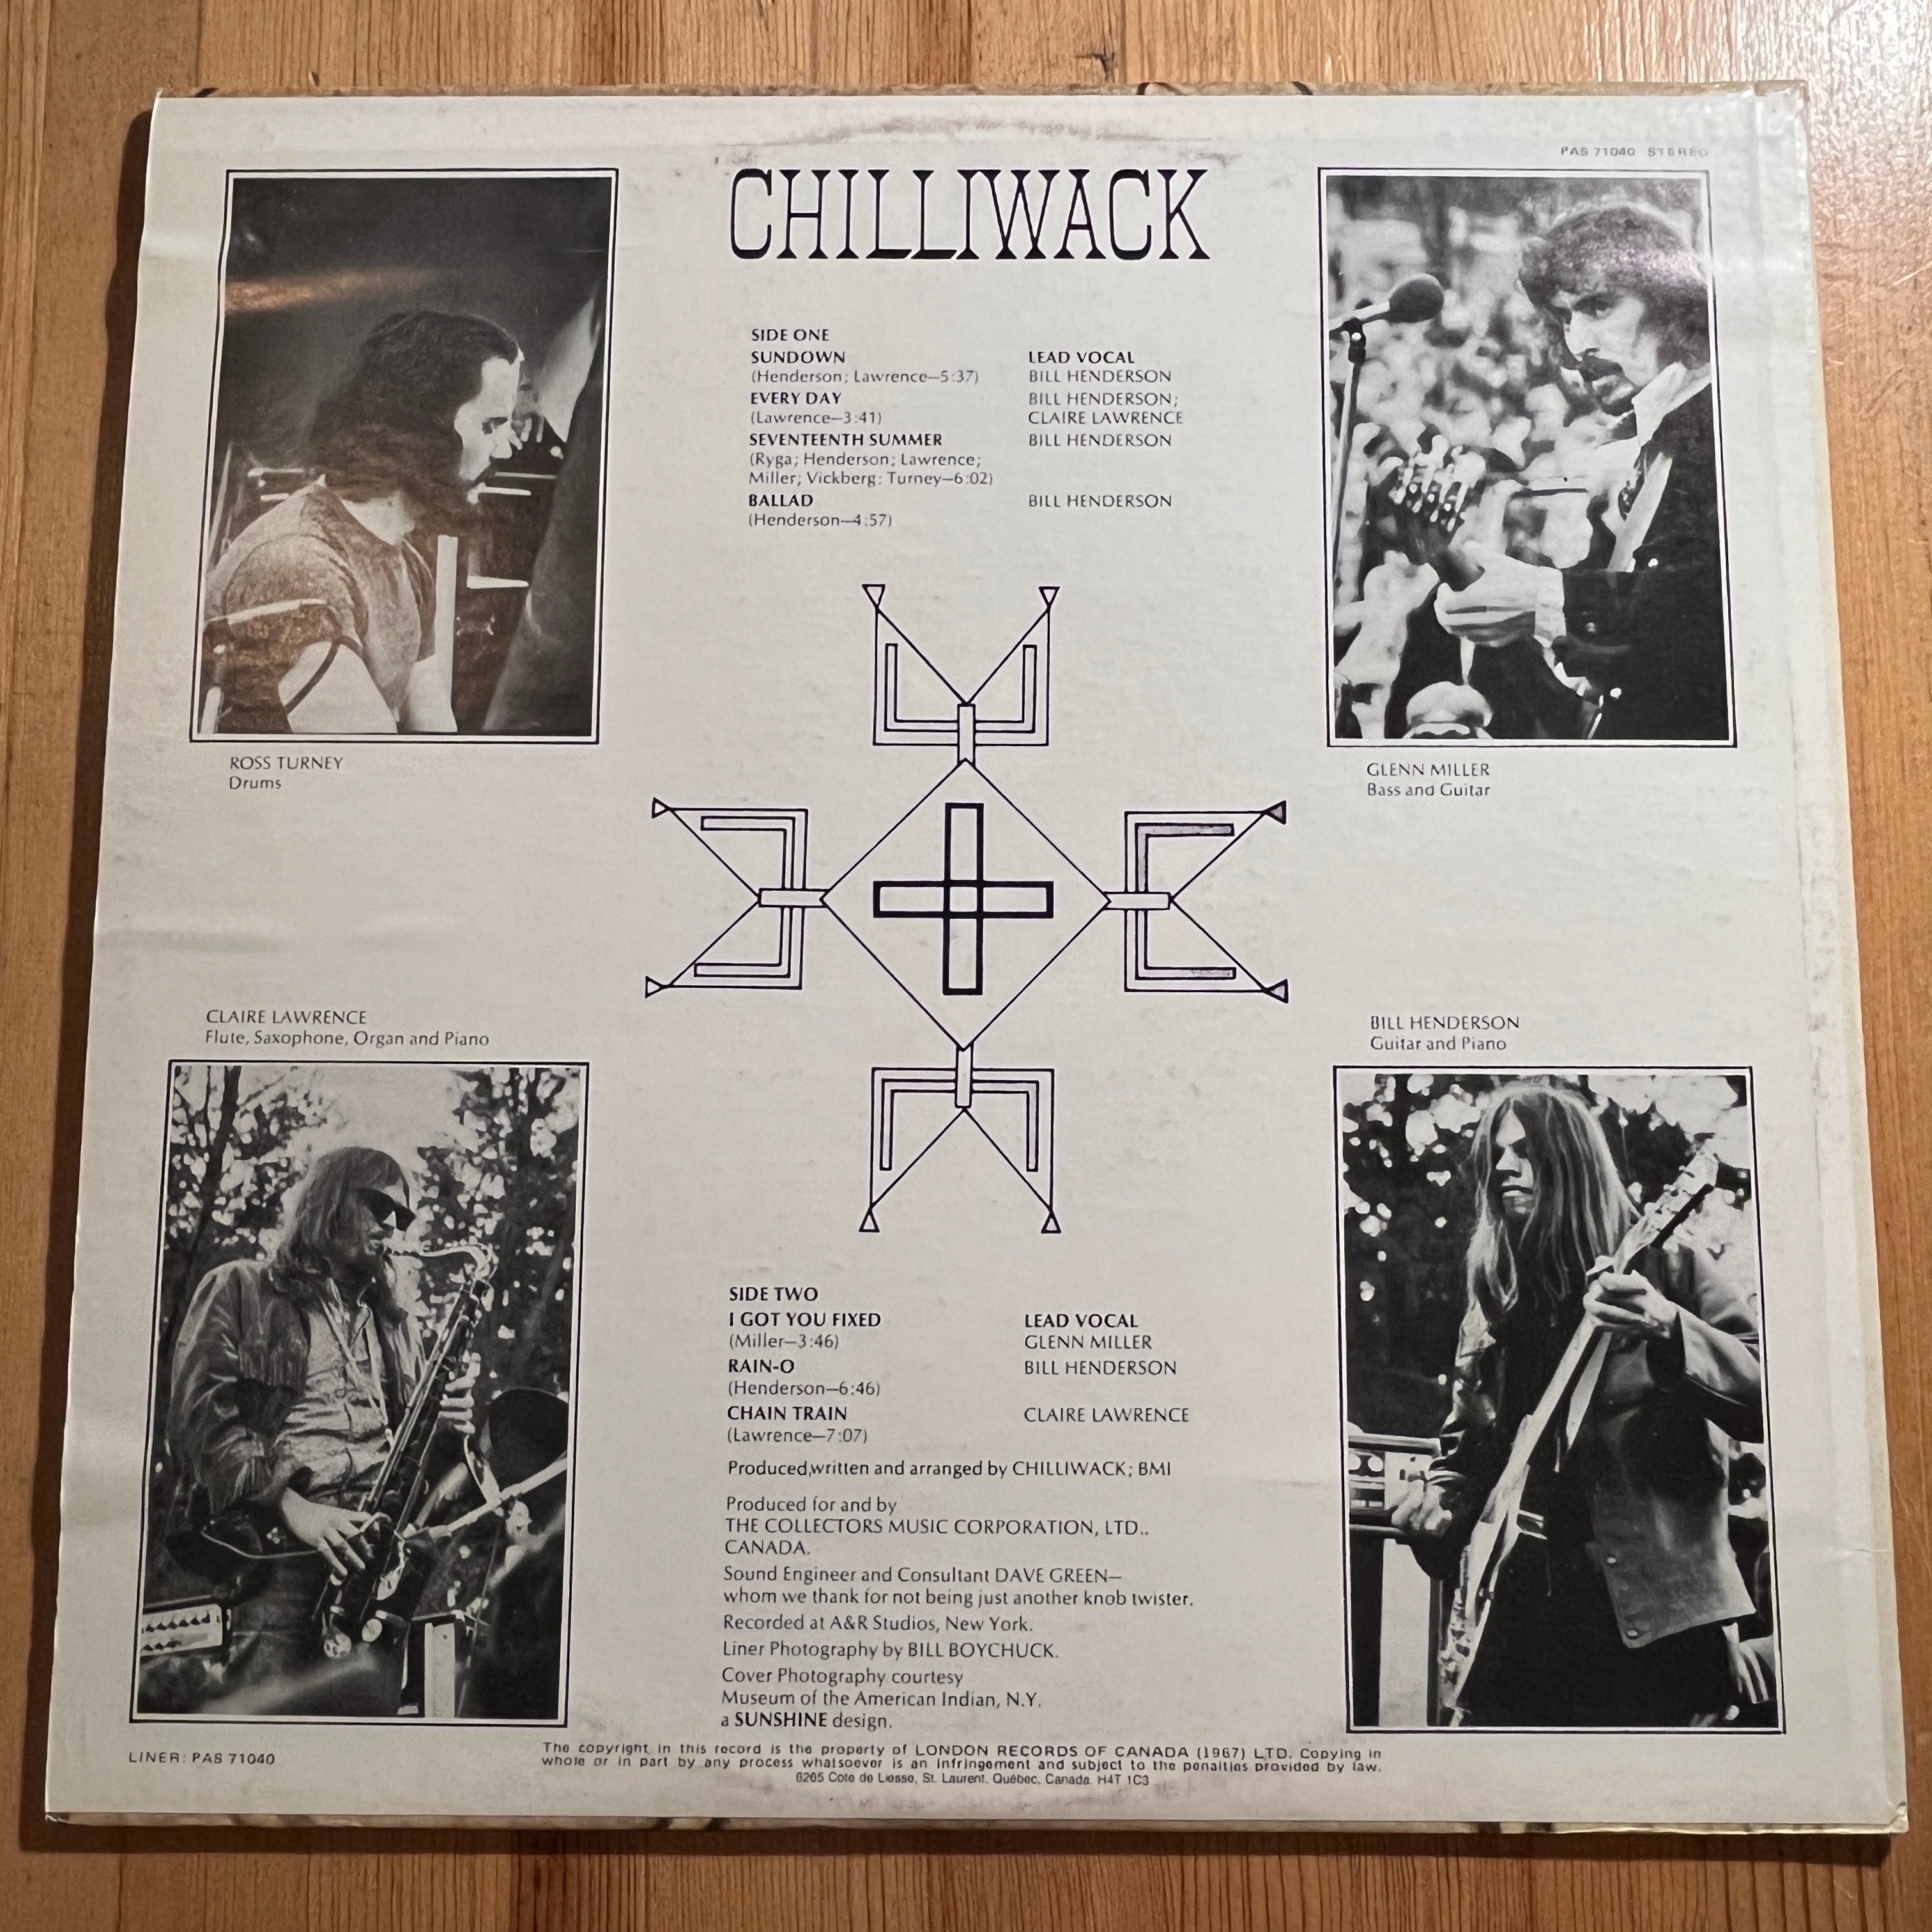 PAS 71040 STEREO
CHILLIWACK
SIDE ONE
SUNDOWN LEAD VOCAL
(Henderson; Lawrence—5:37) BILL HENDERSON
EVERY DAY BILL HENDERSON;
(Lawrence—3:41) CLAIRE LAWRENCE
SEVENTEENTH SUMMER BILL HENDERSON
(Ryga; Henderson; Lawrence;
Miller; Vickberg; Turney—6:02)
BALLAD BILL HENDERSON
(Henderson—4:57)
ROSS TURNEY
Drums
GLENN MILLER
Bass and Guitar
CLAIRE LAWRENCE
Flute, Saxophone, Organ and Piano
BILL HENDERSON
Guitar and Piano
SIDE TWO
I GOT YOU FIXED LEAD VOCAL
(Miller—3:46) GLENN MILLER
RAIN-O BILL HENDERSON
(Henderson—6:46)
CHAIN TRAIN CLAIRE LAWRENCE
(Lawrence—7:07)
Produced,written and arranged by CHILLIWACK; BMI
Produced for and by
THE COLLECTORS MUSIC CORPORATION, LTD..
CANADA.
Sound Engineer and Consultant DAVE GREEN—
whom we thank for not being just another knob twister.
Recorded at A&R Studios, New York.
Liner Photography by BILL BOYCHUCK.
Cover Photography courtesy
Museum of the American Indian, N.Y.
a SUNSHINE design.
LINER: PAS 71040
The copyright in this record is the property of LONDON RECORDS OF CANADA (1967) LTD. Copying in
whole or in part by any process whatsoever is an infringement and subject to the penalties provided by law.
6265 Cote de Liesse, St. Laurent, Québec, Canada. H4T 1C3